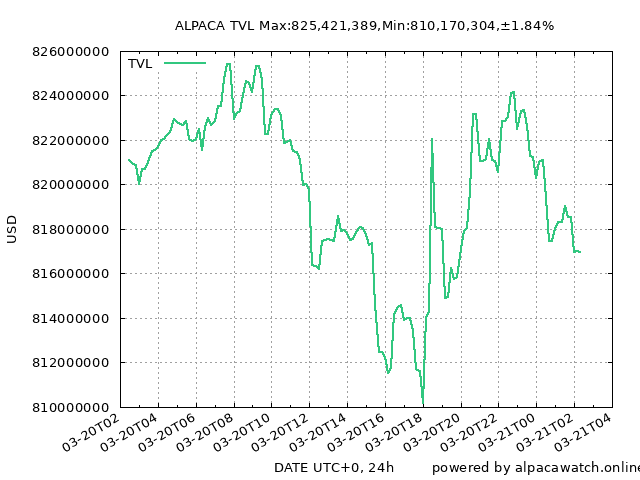 ALPACA TVL Max:825,421,389,Min:810,170,304,±1.84%
826000000
824000000
822000000
820000000
818000000
816000000
814000000
812000000
810000000
USD
TVL
03-20T02
03-20T04
03-20T06
03-20T08
03-20T10
03-20T12
03-20T14
03-20T16
03-20T18
03-20T20
03-20T22
03-21T00
03-21T02
03-21T04
DATE UTC+0, 24h
powered by alpacawatch.online